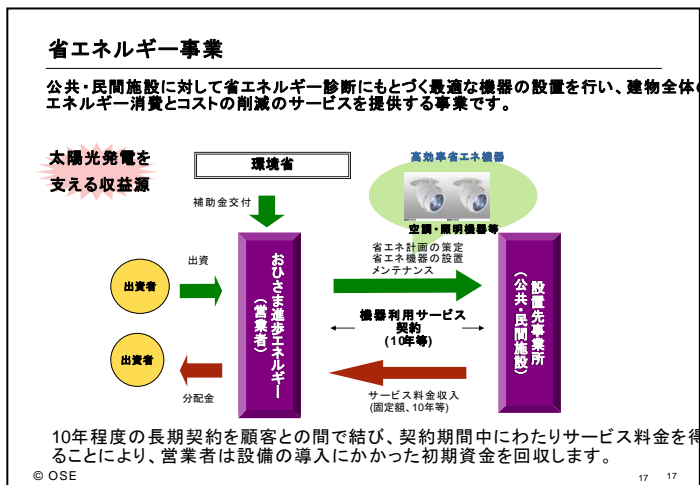 省エネルギー事業
公共・民間施設に対して省エネルギー診断にもとづく最適な機器の設置を行い、建物全体の
エネルギー消費とコストの削減のサービスを提供する事業です。
太陽光発電を
支える収益源
環境省
高効率省エネ機器
空調・照明機器等
補助金交付
省エネ計画の策定
省エネ機器の設置
メンテナンス
出資
出資者
おひさま進歩エネルギー
(営業者)
機器利用サービス
契約
(10年等)
設置先事業所
(公共・民間施設)
出資者
分配金
サービス料金収入
(固定額、10年等)
10年程度の長期契約を顧客との間で結び、契約期間中にわたりサービス料金を得
ることにより、営業者は設備の導入にかかった初期資金を回収します。
© OSE
17 17